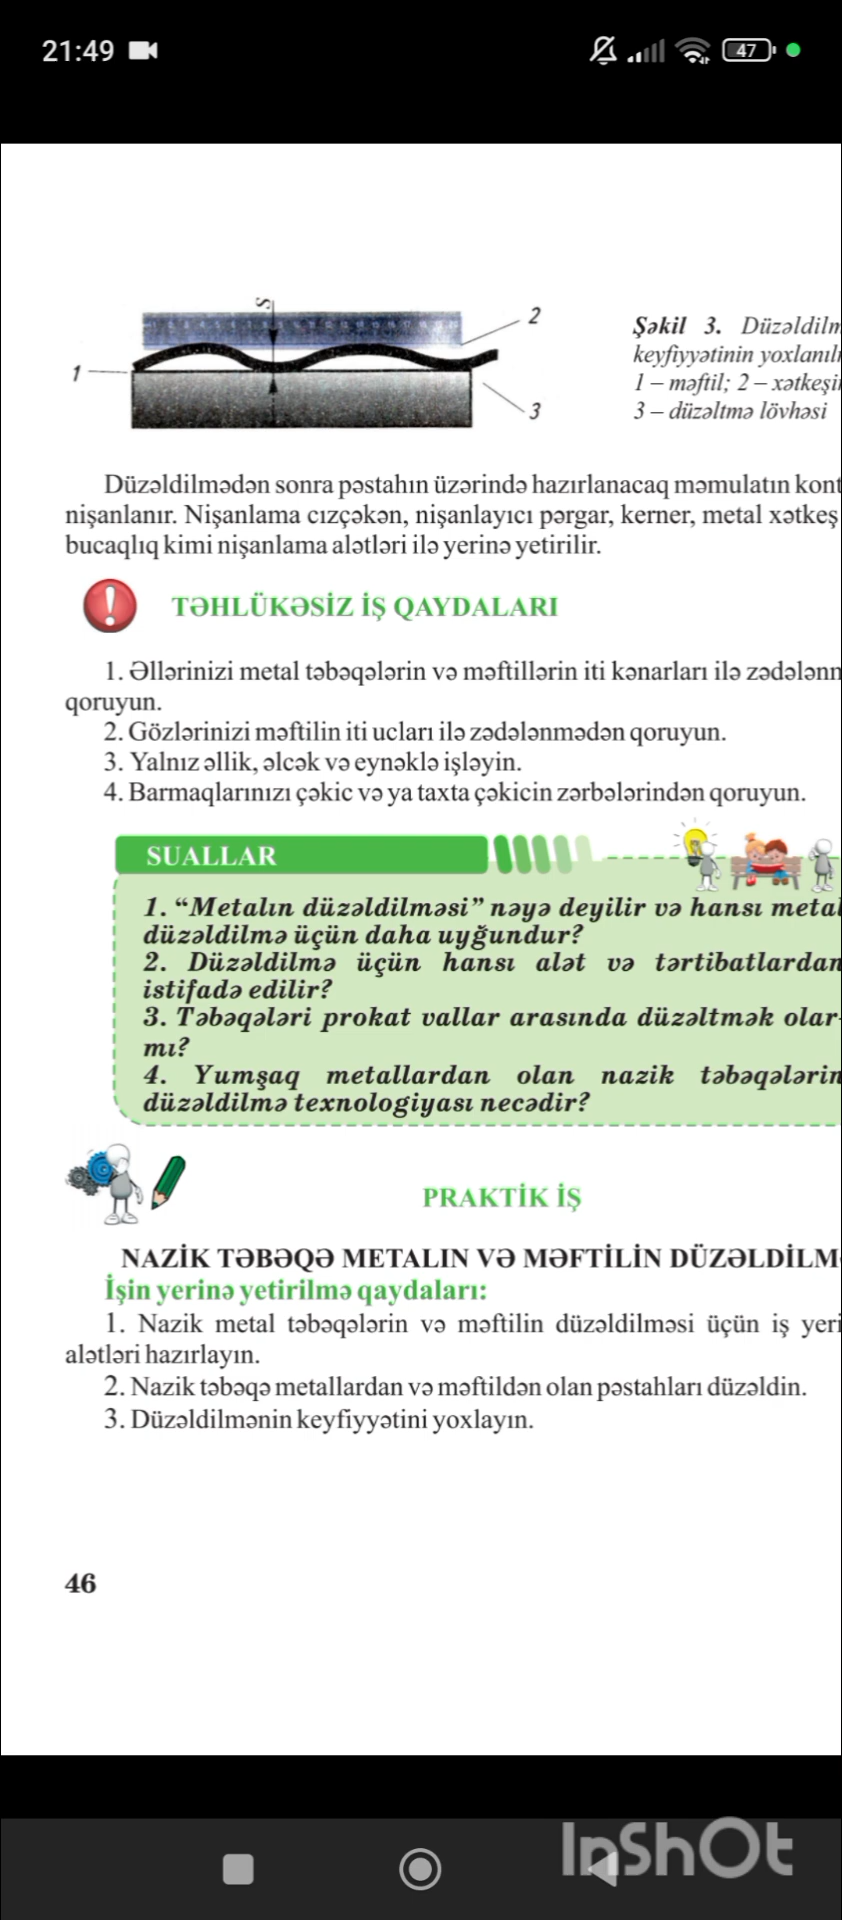 21:49
47
S
2
1
3
Şəkil 3. Düzəldilm
keyfiyyətinin yoxlanılı
1 – məftil; 2 – xətkeşi
3 – düzəltmə lövhəsi
Düzəldilmədən sonra pəstahın üzərində hazırlanacaq məmulatın kont
nişanlanır. Nişanlama cızçəkən, nişanlayıcı pərgar, kerner, metal xətkeş
bucaqlıq kimi nişanlama alətləri ilə yerinə yetirilir.
TƏHLÜKƏSİZ İŞ QAYDALARI
1. Əllərinizi metal təbəqələrin və məftillərin iti kənarları ilə zədələnm
qoruyun.
2. Gözlərinizi məftilin iti ucları ilə zədələnmədən qoruyun.
3. Yalnız əllik, əlcək və eynəklə işləyin.
4. Barmaqlarınızı çəkic və ya taxta çəkicin zərbələrindən qoruyun.
SUALLAR
1. “Metalın düzəldilməsi” nəyə deyilir və hansı metal
düzəldilmə üçün daha uyğundur?
2. Düzəldilmə üçün hansı alət və tərtibatlardan
istifadə edilir?
3. Təbəqələri prokat vallar arasında düzəltmək olar-
mı?
4. Yumşaq metallardan olan nazik təbəqələrin
düzəldilmə texnologiyası necədir?
PRAKTİK İŞ
NAZİK TƏBƏQƏ METALIN VƏ MƏFTİLİN DÜZƏLDİLMƏ
İşin yerinə yetirilmə qaydaları:
1. Nazik metal təbəqələrin və məftilin düzəldilməsi üçün iş yeri
alətləri hazırlayın.
2. Nazik təbəqə metallardan və məftildən olan pəstahları düzəldin.
3. Düzəldilmənin keyfiyyətini yoxlayın.
46
InShOt